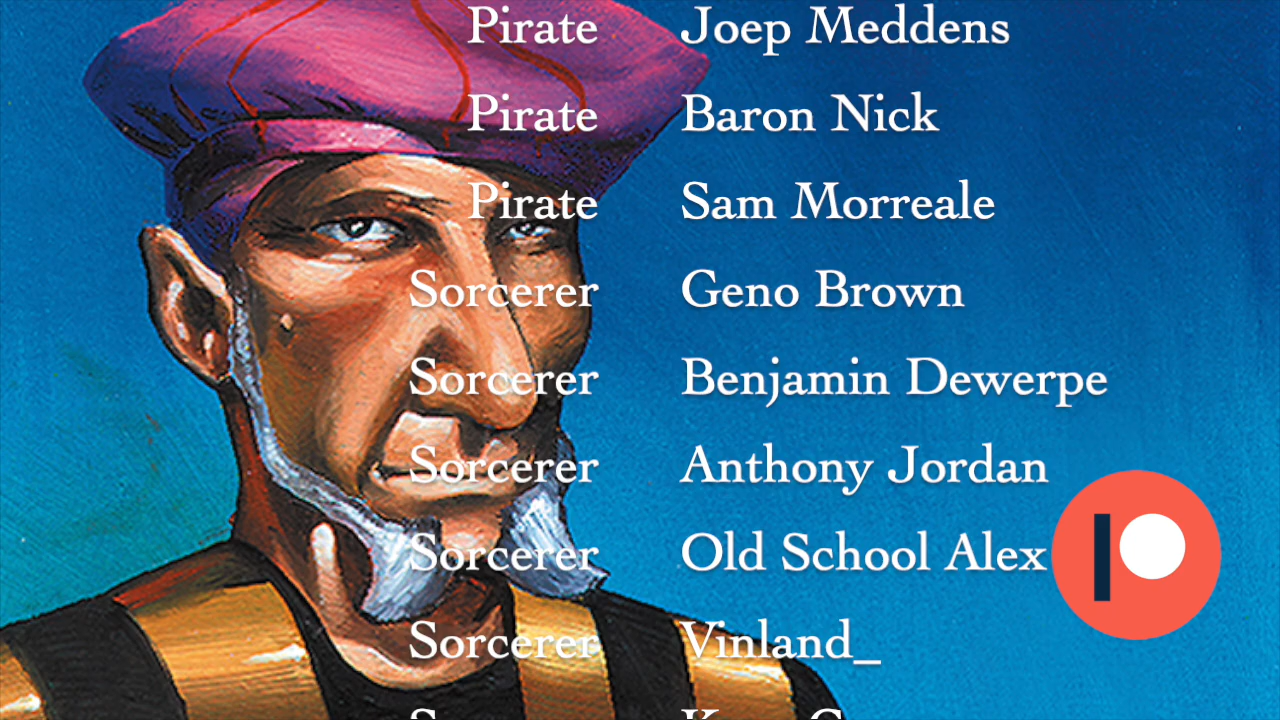 Pirate Joep Meddens
Pirate Baron Nick
Pirate Sam Morreale
Sorcerer Geno Brown
Sorcerer Benjamin Dewerpe
Sorcerer Anthony Jordan
Sorcerer Old School Alex
Sorcerer Vinland_